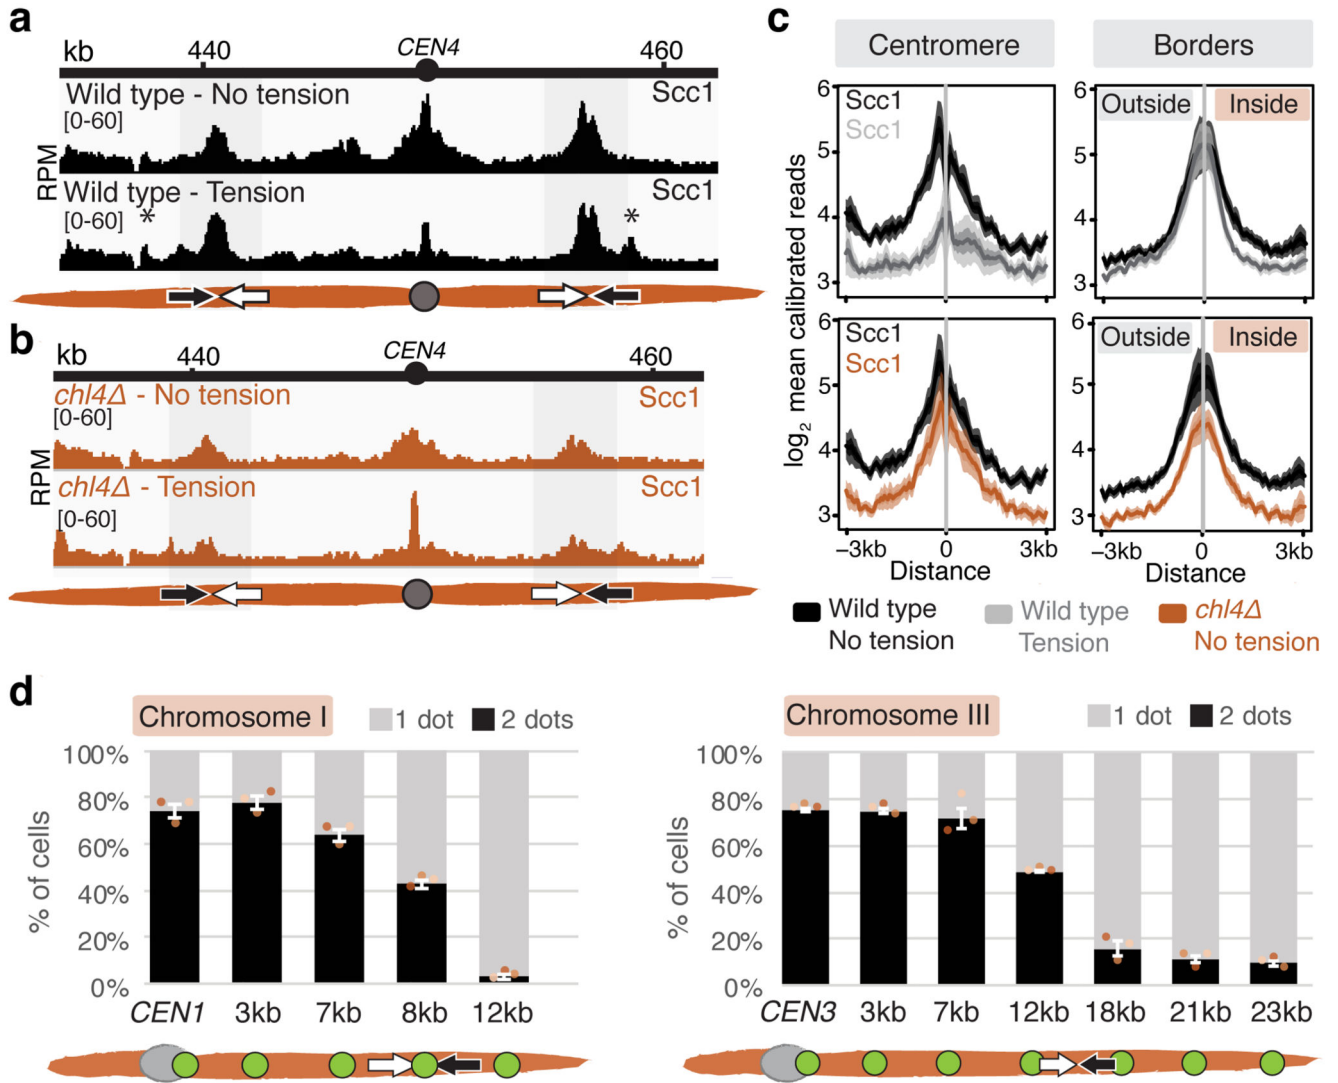 a
kb 440 CEN4 460
Wild type - No tension Scc1
[0-60]
RPM
Wild type - Tension Scc1
[0-60]
* *
b
kb 440 CEN4 460
chl4Δ - No tension Scc1
[0-60]
RPM
chl4Δ - Tension Scc1
[0-60]
c
Centromere Borders
log2 mean calibrated reads
6 6
Scc1 Outside Inside
Scc1
5 5
4 4
3 3
6 6
Scc1 Outside Inside
Scc1
5 5
4 4
3 3
−3kb 0 3kb −3kb 0 3kb
Distance Distance
Wild type Wild type chl4Δ
No tension Tension No tension
d
Chromosome I 1 dot 2 dots
% of cells
100%
80%
60%
40%
20%
0%
CEN1 3kb 7kb 8kb 12kb
Chromosome III 1 dot 2 dots
% of cells
100%
80%
60%
40%
20%
0%
CEN3 3kb 7kb 12kb 18kb 21kb 23kb